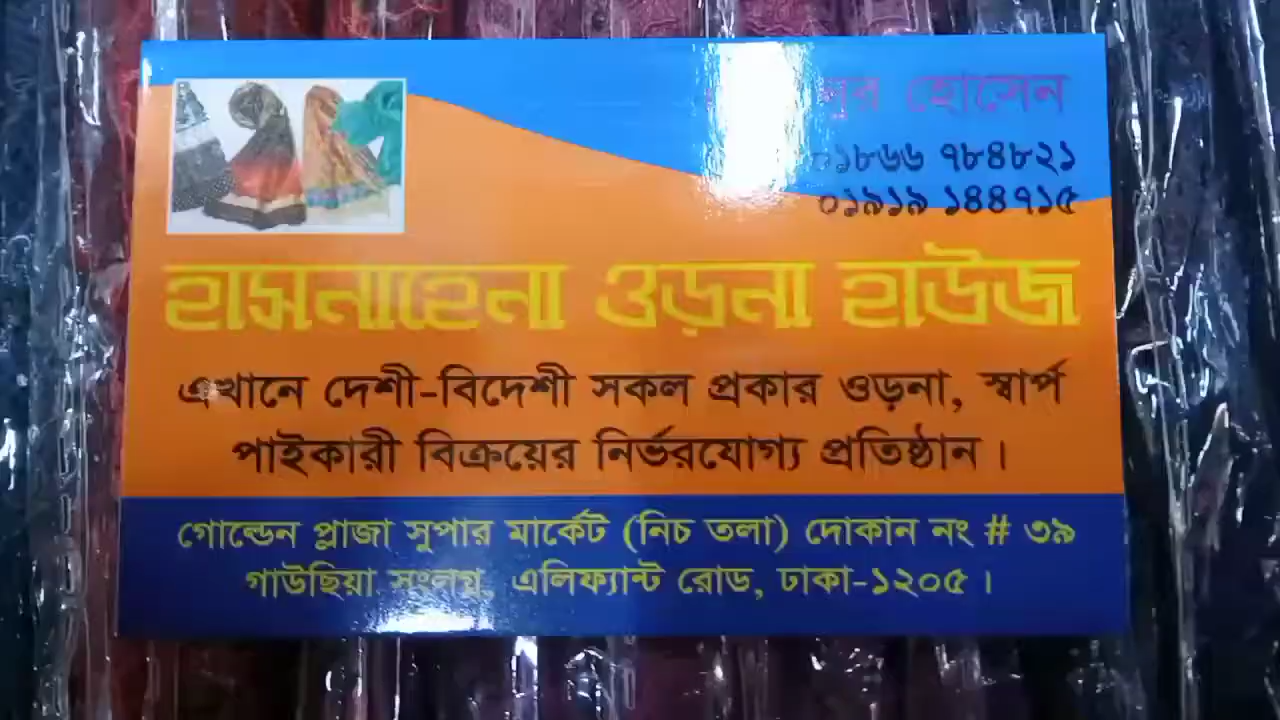 হোসেন
০১৮৬৬ ৭৮৪৮২১
০১৯১৯ ১৪৪৭১৫
হাসনাহেনা ওড়না হাউজ
এখানে দেশী-বিদেশী সকল প্রকার ওড়না, স্বার্প
পাইকারী বিক্রয়ের নির্ভরযোগ্য প্রতিষ্ঠান।
গোল্ডেন প্লাজা সুপার মার্কেট (নিচ তলা) দোকান নং # ৩৯
গাউছিয়া সংলগ্ন, এলিফ্যান্ট রোড, ঢাকা-১২০৫।